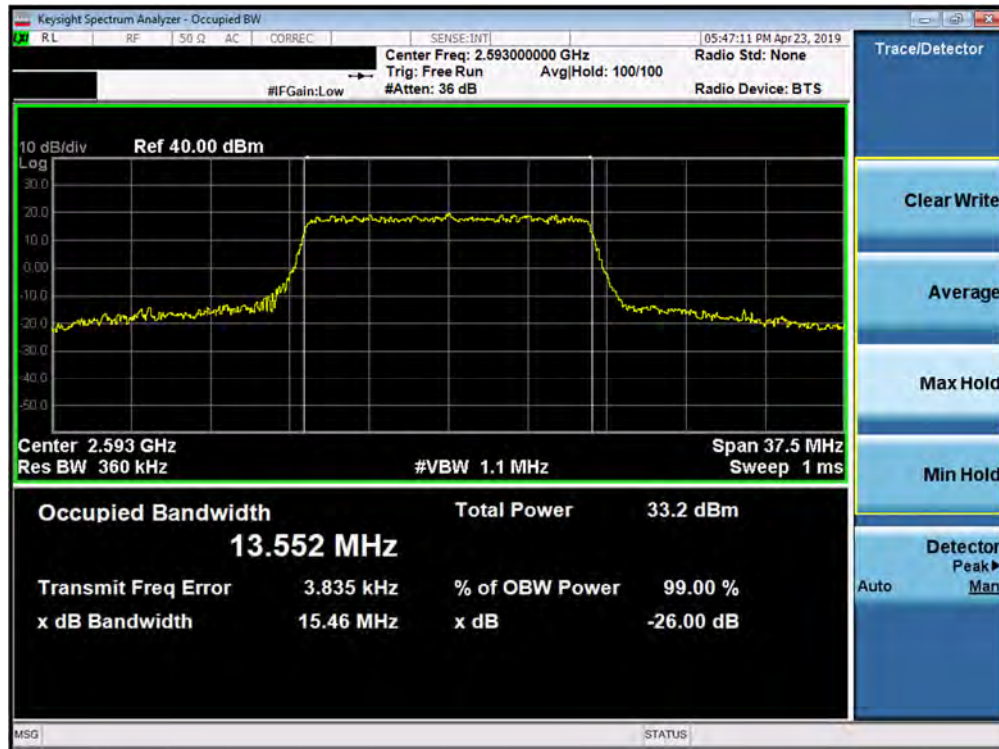 Keysight Spectrum Analyzer - Occupied BW
LXI RL RF 50 Ω AC CORREC SENSE:INT 05:47:11 PM Apr 23, 2019
Center Freq: 2.593000000 GHz Radio Std: None
Trig: Free Run Avg|Hold: 100/100
#IFGain:Low #Atten: 36 dB Radio Device: BTS
Trace/Detector
10 dB/div Ref 40.00 dBm
Log
30.0
20.0
10.0
0.00
-10.0
-20.0
-30.0
-40.0
-50.0
Center 2.593 GHz Span 37.5 MHz
Res BW 360 kHz #VBW 1.1 MHz Sweep 1 ms
Occupied Bandwidth Total Power 33.2 dBm
13.552 MHz
Transmit Freq Error 3.835 kHz % of OBW Power 99.00 %
x dB Bandwidth 15.46 MHz x dB -26.00 dB
Clear Write
Average
Max Hold
Min Hold
Detector
Peak▶
Auto Man
MSG STATUS